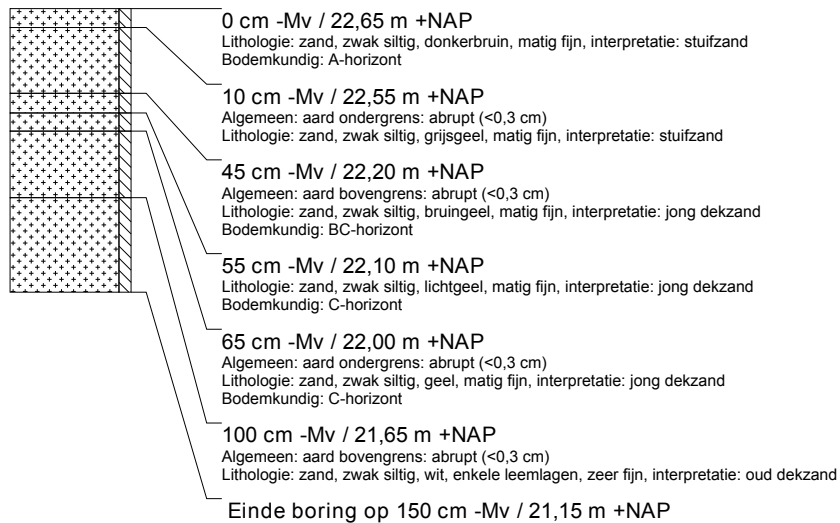 0 cm -Mv / 22,65 m +NAP
Lithologie: zand, zwak siltig, donkerbruin, matig fijn, interpretatie: stuifzand
Bodemkundig: A-horizont
10 cm -Mv / 22,55 m +NAP
Algemeen: aard ondergrens: abrupt (<0,3 cm)
Lithologie: zand, zwak siltig, grijsgeel, matig fijn, interpretatie: stuifzand
45 cm -Mv / 22,20 m +NAP
Algemeen: aard bovengrens: abrupt (<0,3 cm)
Lithologie: zand, zwak siltig, bruingeel, matig fijn, interpretatie: jong dekzand
Bodemkundig: BC-horizont
55 cm -Mv / 22,10 m +NAP
Lithologie: zand, zwak siltig, lichtgeel, matig fijn, interpretatie: jong dekzand
Bodemkundig: C-horizont
65 cm -Mv / 22,00 m +NAP
Algemeen: aard ondergrens: abrupt (<0,3 cm)
Lithologie: zand, zwak siltig, geel, matig fijn, interpretatie: jong dekzand
Bodemkundig: C-horizont
100 cm -Mv / 21,65 m +NAP
Algemeen: aard bovengrens: abrupt (<0,3 cm)
Lithologie: zand, zwak siltig, wit, enkele leemlagen, zeer fijn, interpretatie: oud dekzand
Einde boring op 150 cm -Mv / 21,15 m +NAP